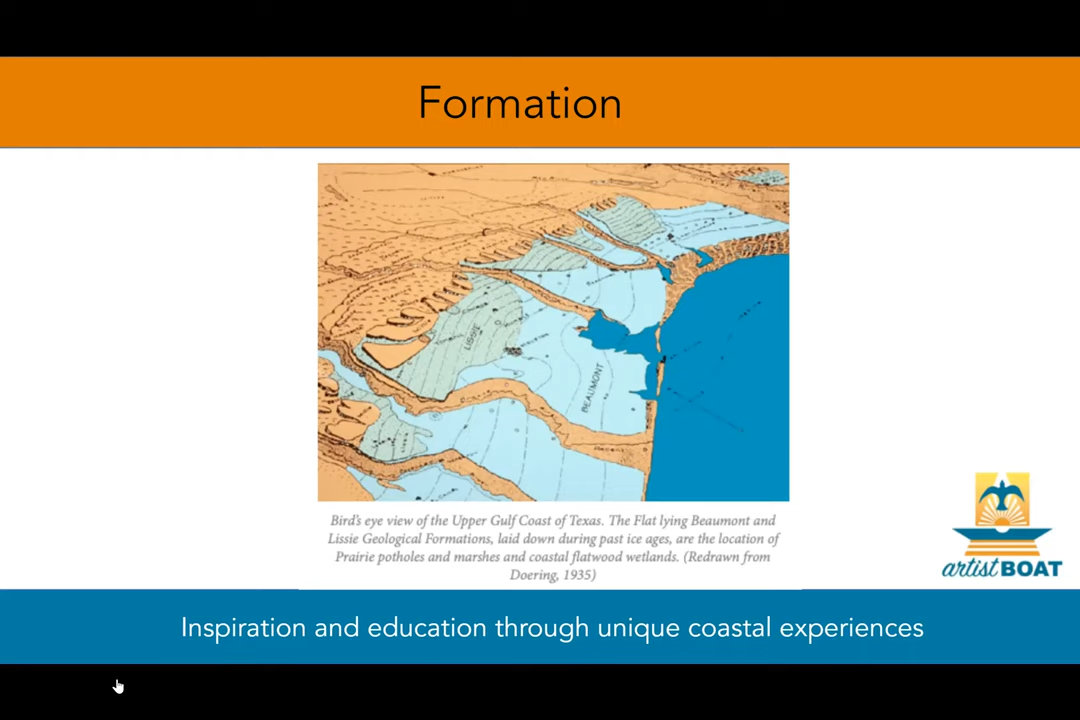 Formation
LISSIE
BEAUMONT
Bird's eye view of the Upper Gulf Coast of Texas. The Flat lying Beaumont and
Lissie Geological Formations, laid down during past ice ages, are the location of
Prairie potholes and marshes and coastal flatwood wetlands. (Redrawn from
Doering, 1935)
artist BOAT
Inspiration and education through unique coastal experiences